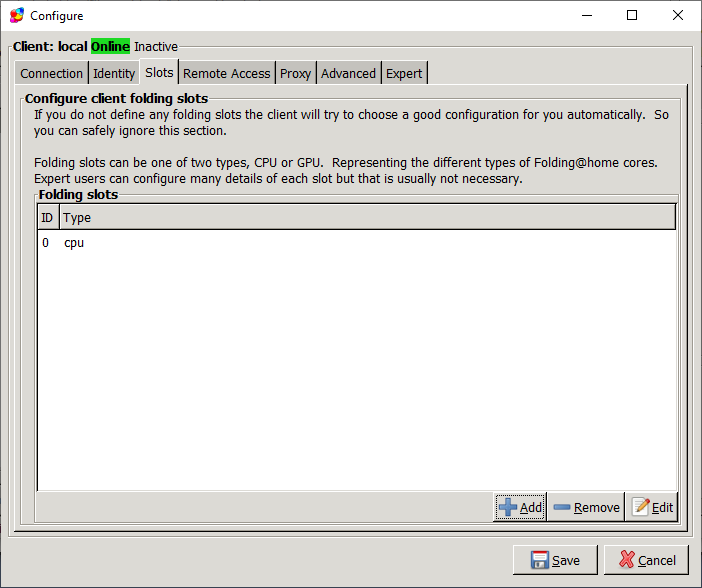 Configure
Client: local Online Inactive
Connection Identity Slots Remote Access Proxy Advanced Expert
Configure client folding slots
If you do not define any folding slots the client will try to choose a good configuration for you automatically. So
you can safely ignore this section.
Folding slots can be one of two types, CPU or GPU. Representing the different types of Folding@home cores.
Expert users can configure many details of each slot but that is usually not necessary.
Folding slots
ID Type
0 cpu
Add Remove Edit
Save Cancel